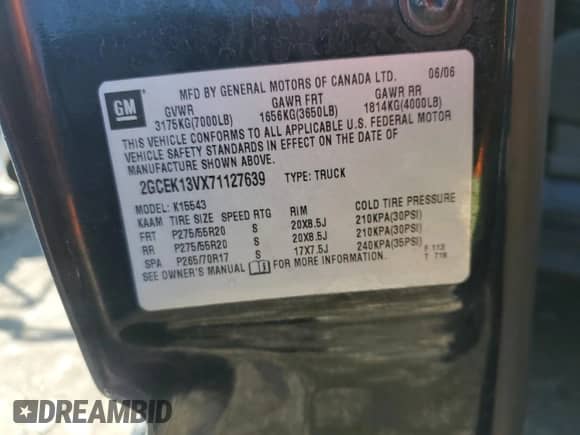 MFD BY GENERAL MOTORS OF CANADA LTD. 06/06
GM
GVWR GAWR FRT GAWR RR
3175KG(7000LB) 1656KG(3650LB) 1814KG(4000LB)
THIS VEHICLE CONFORMS TO ALL APPLICABLE U.S. FEDERAL MOTOR
VEHICLE SAFETY STANDARDS IN EFFECT ON THE DATE OF
MANUFACTURE SHOWN ABOVE.
2GCEK13VX71127639 TYPE: TRUCK
MODEL: K15543
KAAM TIRE SIZE SPEED RTG RIM COLD TIRE PRESSURE
FRT P275/55R20 S 20X8.5J 210KPA(30PSI)
RR P275/55R20 S 20X8.5J 210KPA(30PSI)
SPA P265/70R17 S 17X7.5J 240KPA(35PSI)
SEE OWNER'S MANUAL FOR MORE INFORMATION.
F 113
T 718
DREAMBID